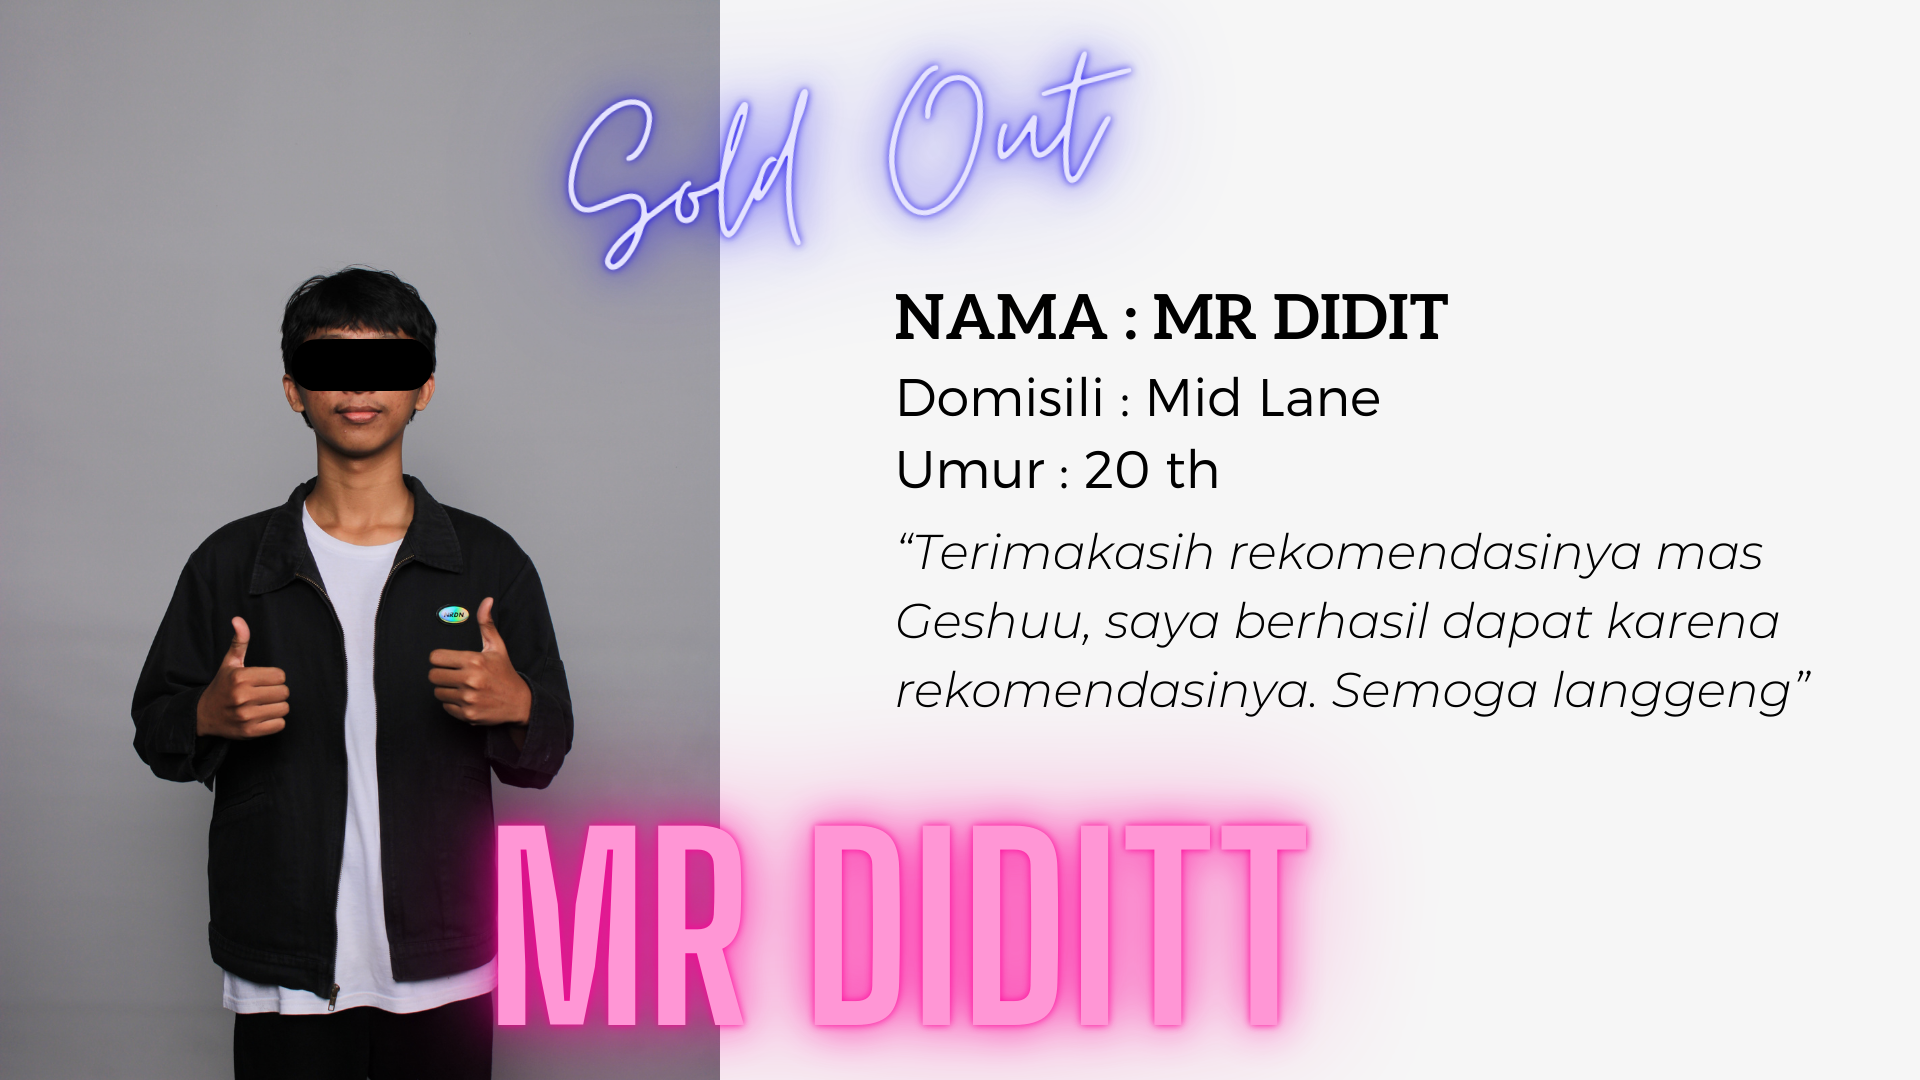 Sold Out
NAMA : MR DIDIT
Domisili : Mid Lane
Umur : 20 th
“Terimakasih rekomendasinya mas
Geshuu, saya berhasil dapat karena
rekomendasinya. Semoga langgeng”
MR DIDITT